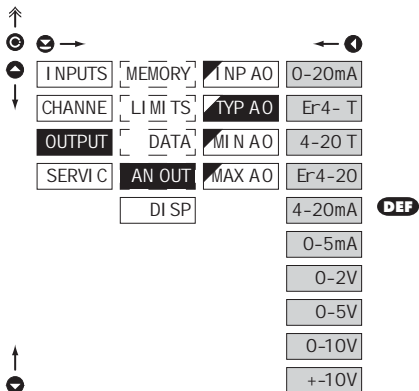 INPUTS MEMORY INP AO 0-20mA
CHANNE LIMITS TYP AO Er4- T
OUTPUT DATA MIN AO 4-20 T
SERVIC AN OUT MAX AO Er4-20
DISP 4-20mA DEF
0-5mA
0-2V
0-5V
0-10V
+-10V